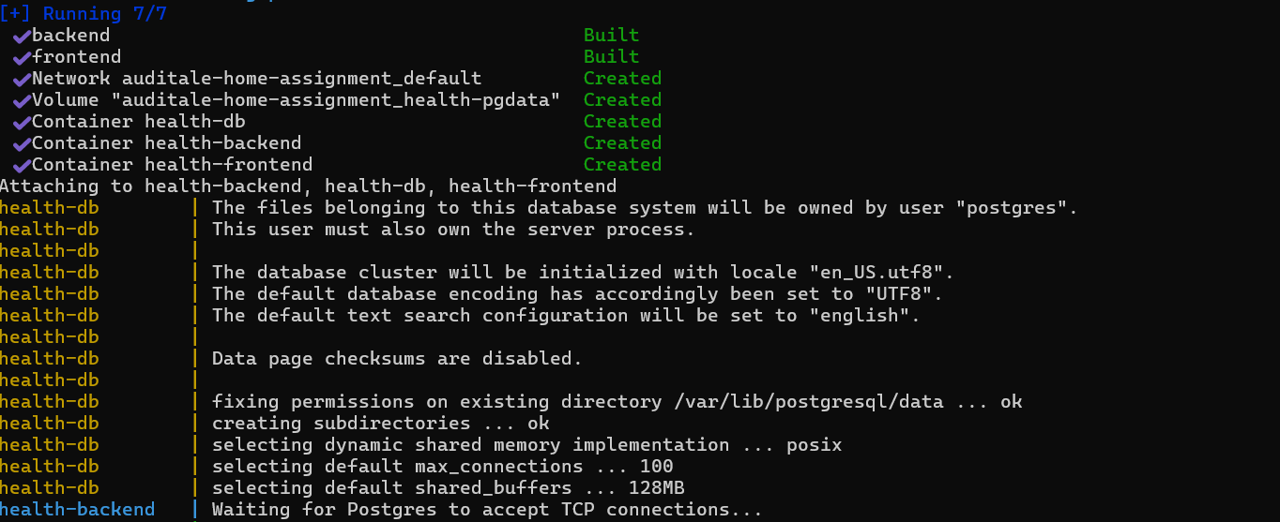 [+] Running 7/7
✔backend Built
✔frontend Built
✔Network auditale-home-assignment_default Created
✔Volume "auditale-home-assignment_health-pgdata" Created
✔Container health-db Created
✔Container health-backend Created
✔Container health-frontend Created
Attaching to health-backend, health-db, health-frontend
health-db | The files belonging to this database system will be owned by user "postgres".
health-db | This user must also own the server process.
health-db |
health-db | The database cluster will be initialized with locale "en_US.utf8".
health-db | The default database encoding has accordingly been set to "UTF8".
health-db | The default text search configuration will be set to "english".
health-db |
health-db | Data page checksums are disabled.
health-db |
health-db | fixing permissions on existing directory /var/lib/postgresql/data ... ok
health-db | creating subdirectories ... ok
health-db | selecting dynamic shared memory implementation ... posix
health-db | selecting default max_connections ... 100
health-db | selecting default shared_buffers ... 128MB
health-backend | Waiting for Postgres to accept TCP connections...